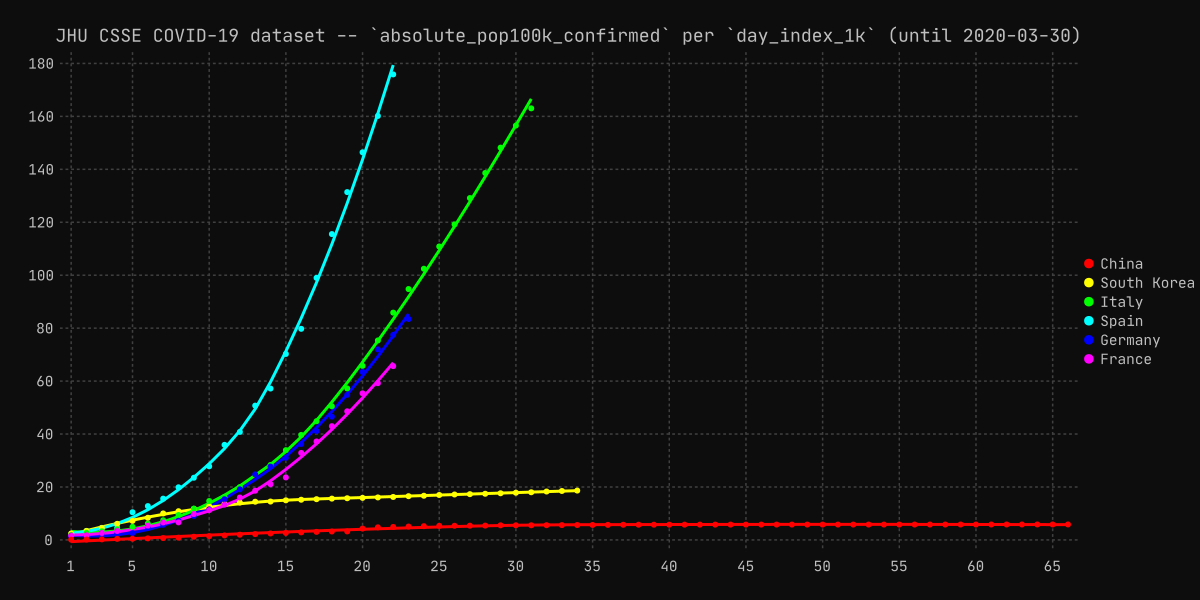 JHU CSSE COVID-19 dataset -- `absolute_pop100k_confirmed` per `day_index_1k` (until 2020-03-30)
180
160
140
120
100
80
60
40
20
0
1 5 10 15 20 25 30 35 40 45 50 55 60 65
China
South Korea
Italy
Spain
Germany
France